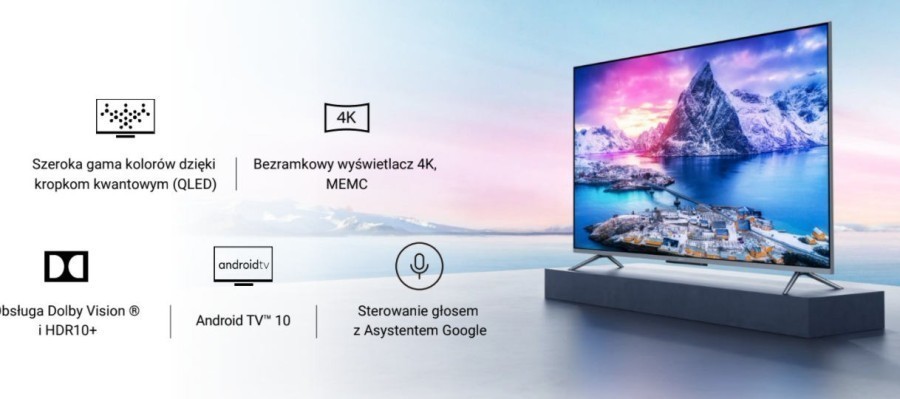 4K
Szeroka gama kolorów dzięki
kropkom kwantowym (QLED)
Bezramkowy wyświetlacz 4K,
MEMC
androidtv
bsługa Dolby Vision ®
i HDR10+
Android TV™ 10
Sterowanie głosem
z Asystentem Google